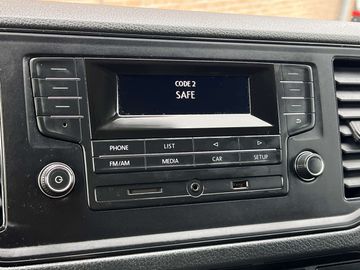 CODE 2
SAFE
PHONE LIST
FM/AM MEDIA CAR SETUP